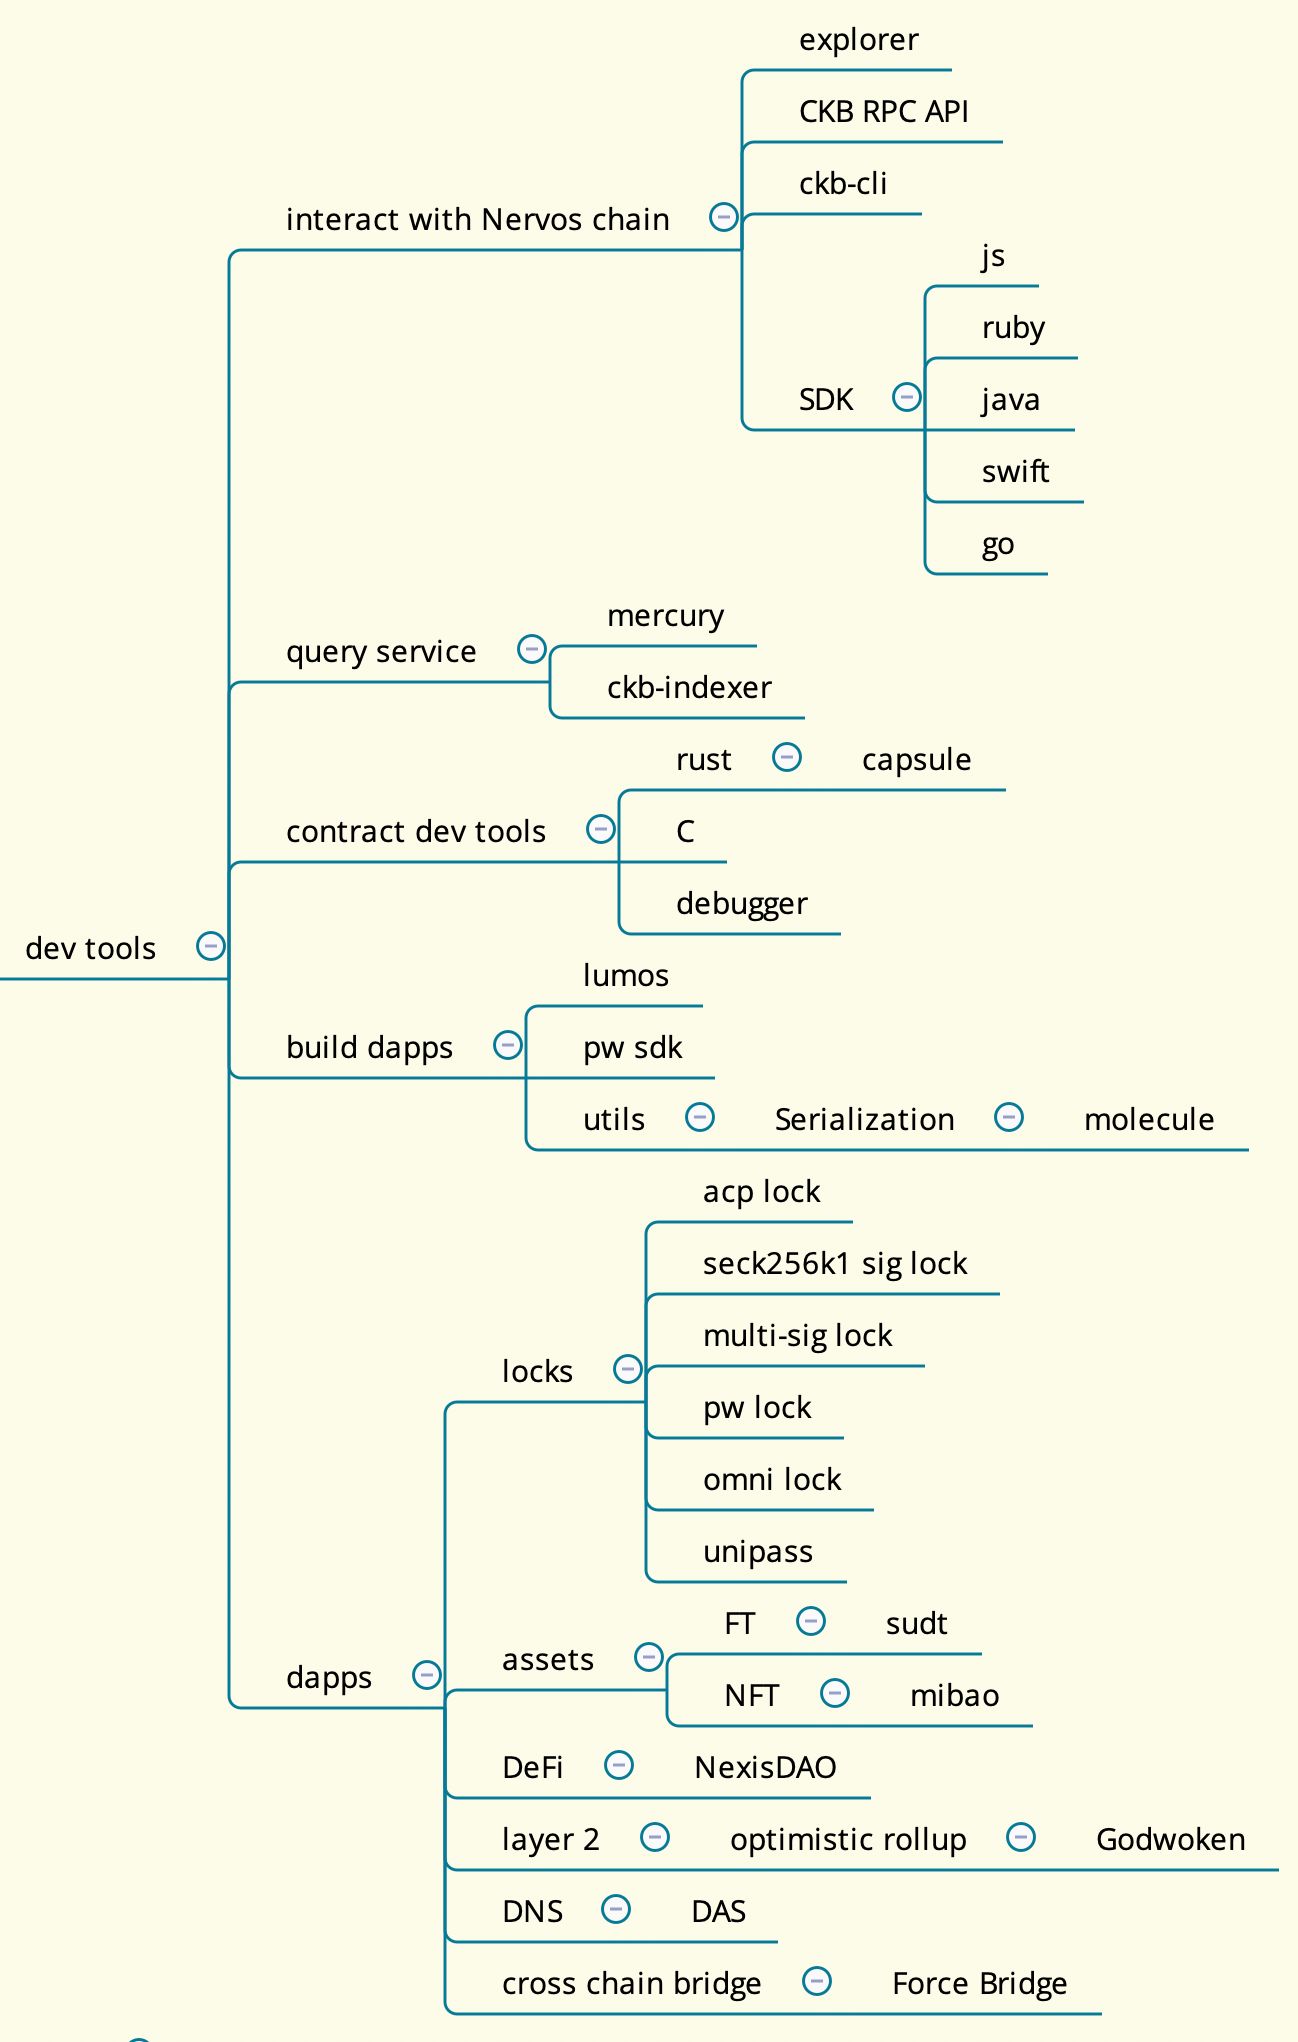 explorer
CKB RPC API
ckb-cli
interact with Nervos chain
js
ruby
SDK
java
swift
go
mercury
query service
ckb-indexer
rust capsule
contract dev tools
C
debugger
dev tools
lumos
build dapps
pw sdk
utils Serialization molecule
acp lock
seck256k1 sig lock
multi-sig lock
locks
pw lock
omni lock
unipass
FT sudt
assets
dapps
NFT mibao
DeFi NexisDAO
layer 2 optimistic rollup Godwoken
DNS DAS
cross chain bridge Force Bridge